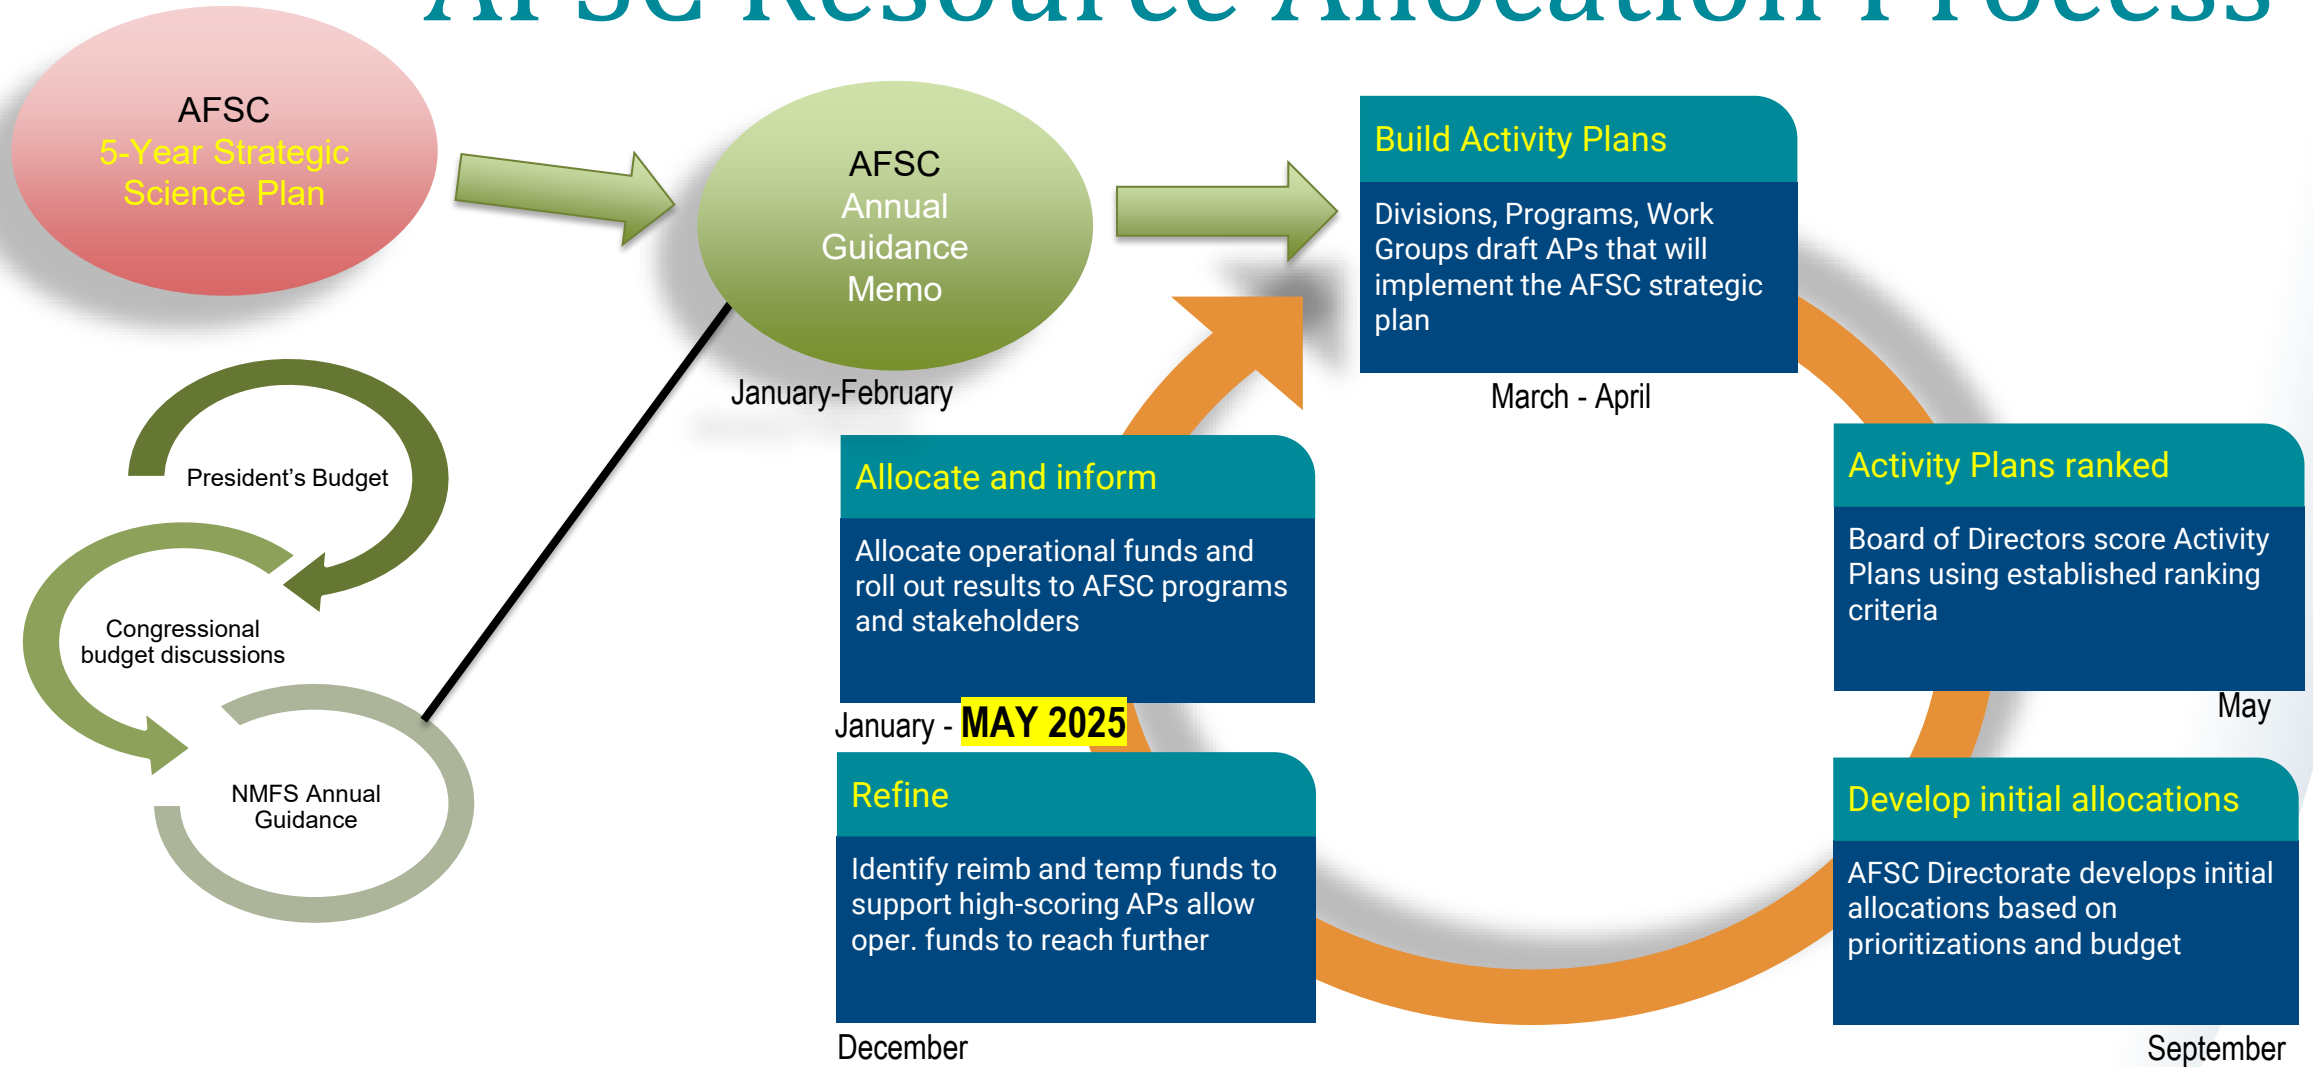 AFSC Resource Allocation Process
AFSC
5-Year Strategic
Science Plan
AFSC
Annual
Guidance
Memo
January-February
President's Budget
Congressional
budget discussions
NMFS Annual
Guidance
Build Activity Plans
Divisions, Programs, Work
Groups draft APs that will
implement the AFSC strategic
plan
March - April
Activity Plans ranked
Board of Directors score Activity
Plans using established ranking
criteria
May
Develop initial allocations
AFSC Directorate develops initial
allocations based on
prioritizations and budget
September
Refine
Identify reimb and temp funds to
support high-scoring APs allow
oper. funds to reach further
December
Allocate and inform
Allocate operational funds and
roll out results to AFSC programs
and stakeholders
January - MAY 2025